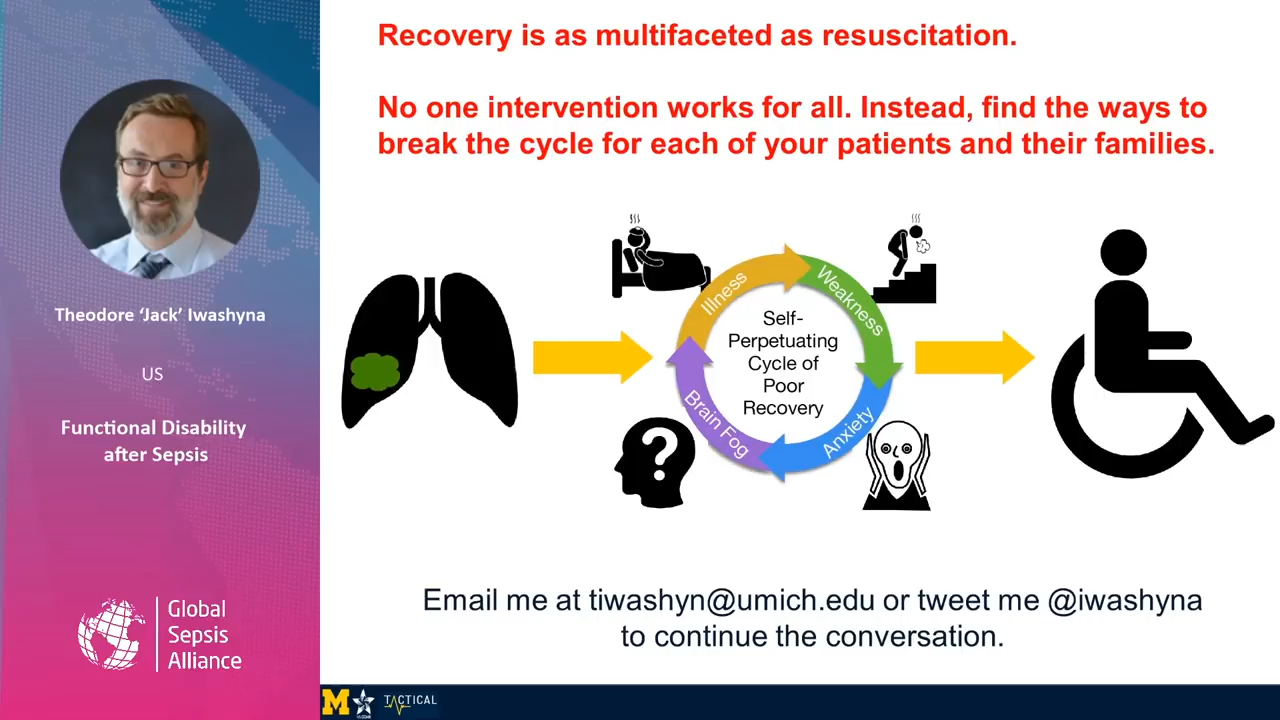 Recovery is as multifaceted as resuscitation.
No one intervention works for all. Instead, find the ways to
break the cycle for each of your patients and their families.
Theodore ‘Jack’ Iwashyna
US
Functional Disability
after Sepsis
Global
Sepsis
Alliance
Illness
Weakness
Anxiety
Brain Fog
Self-
Perpetuating
Cycle of
Poor
Recovery
?
Email me at tiwashyn@umich.edu or tweet me @iwashyna
to continue the conversation.
M
TACTICAL